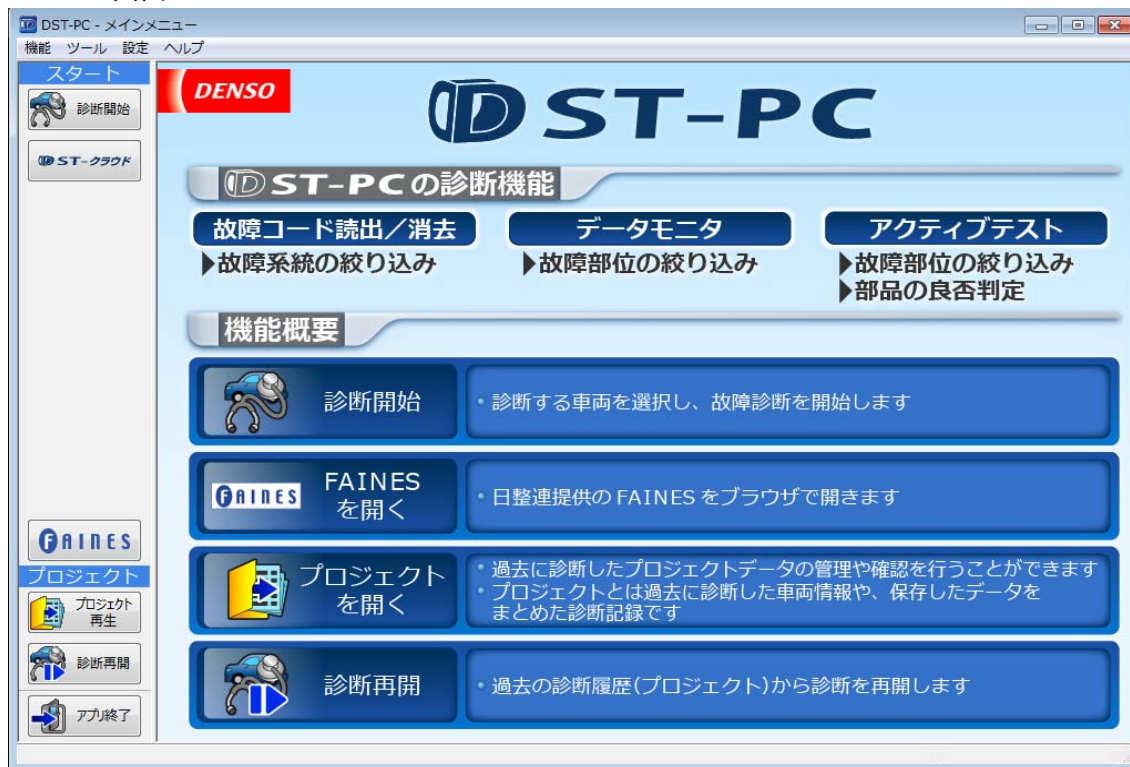 DST-PC - メインメニュー
機能 ツール 設定 ヘルプ
スタート
診断開始
DST-クラウド
FAINES
プロジェクト
プロジェクト
再生
診断再開
アプリ終了
DENSO
DST-PC
DST-PCの診断機能
故障コード読出／消去
▶故障系統の絞り込み
データモニタ
▶故障部位の絞り込み
アクティブテスト
▶故障部位の絞り込み
▶部品の良否判定
機能概要
診断開始
・診断する車両を選択し、故障診断を開始します
FAINES
FAINES
を開く
・日整連提供の FAINES をブラウザで開きます
プロジェクト
を開く
・過去に診断したプロジェクトデータの管理や確認を行うことができます
・プロジェクトとは過去に診断した車両情報や、保存したデータを
まとめた診断記録です
診断再開
・過去の診断履歴(プロジェクト)から診断を再開します